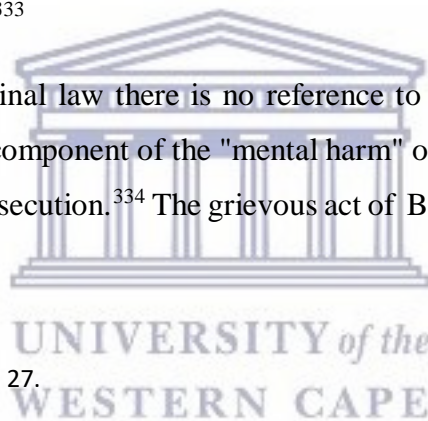 333
inal law there is no reference to
component of the "mental harm" o
secution.334 The grievous act of B
UNIVERSITY of the
27.
WESTERN CAPE